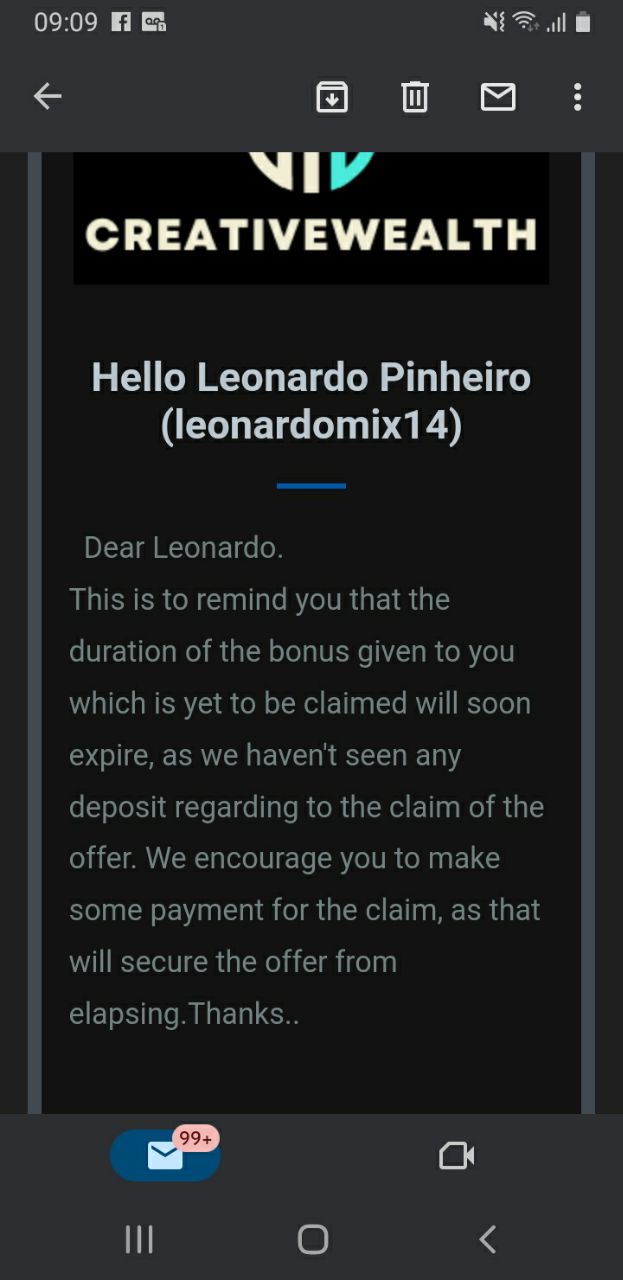 09:09
CREATIVEWEALTH
Hello Leonardo Pinheiro
(leonardomix14)
Dear Leonardo.
This is to remind you that the
duration of the bonus given to you
which is yet to be claimed will soon
expire, as we haven't seen any
deposit regarding to the claim of the
offer. We encourage you to make
some payment for the claim, as that
will secure the offer from
elapsing.Thanks..
99+